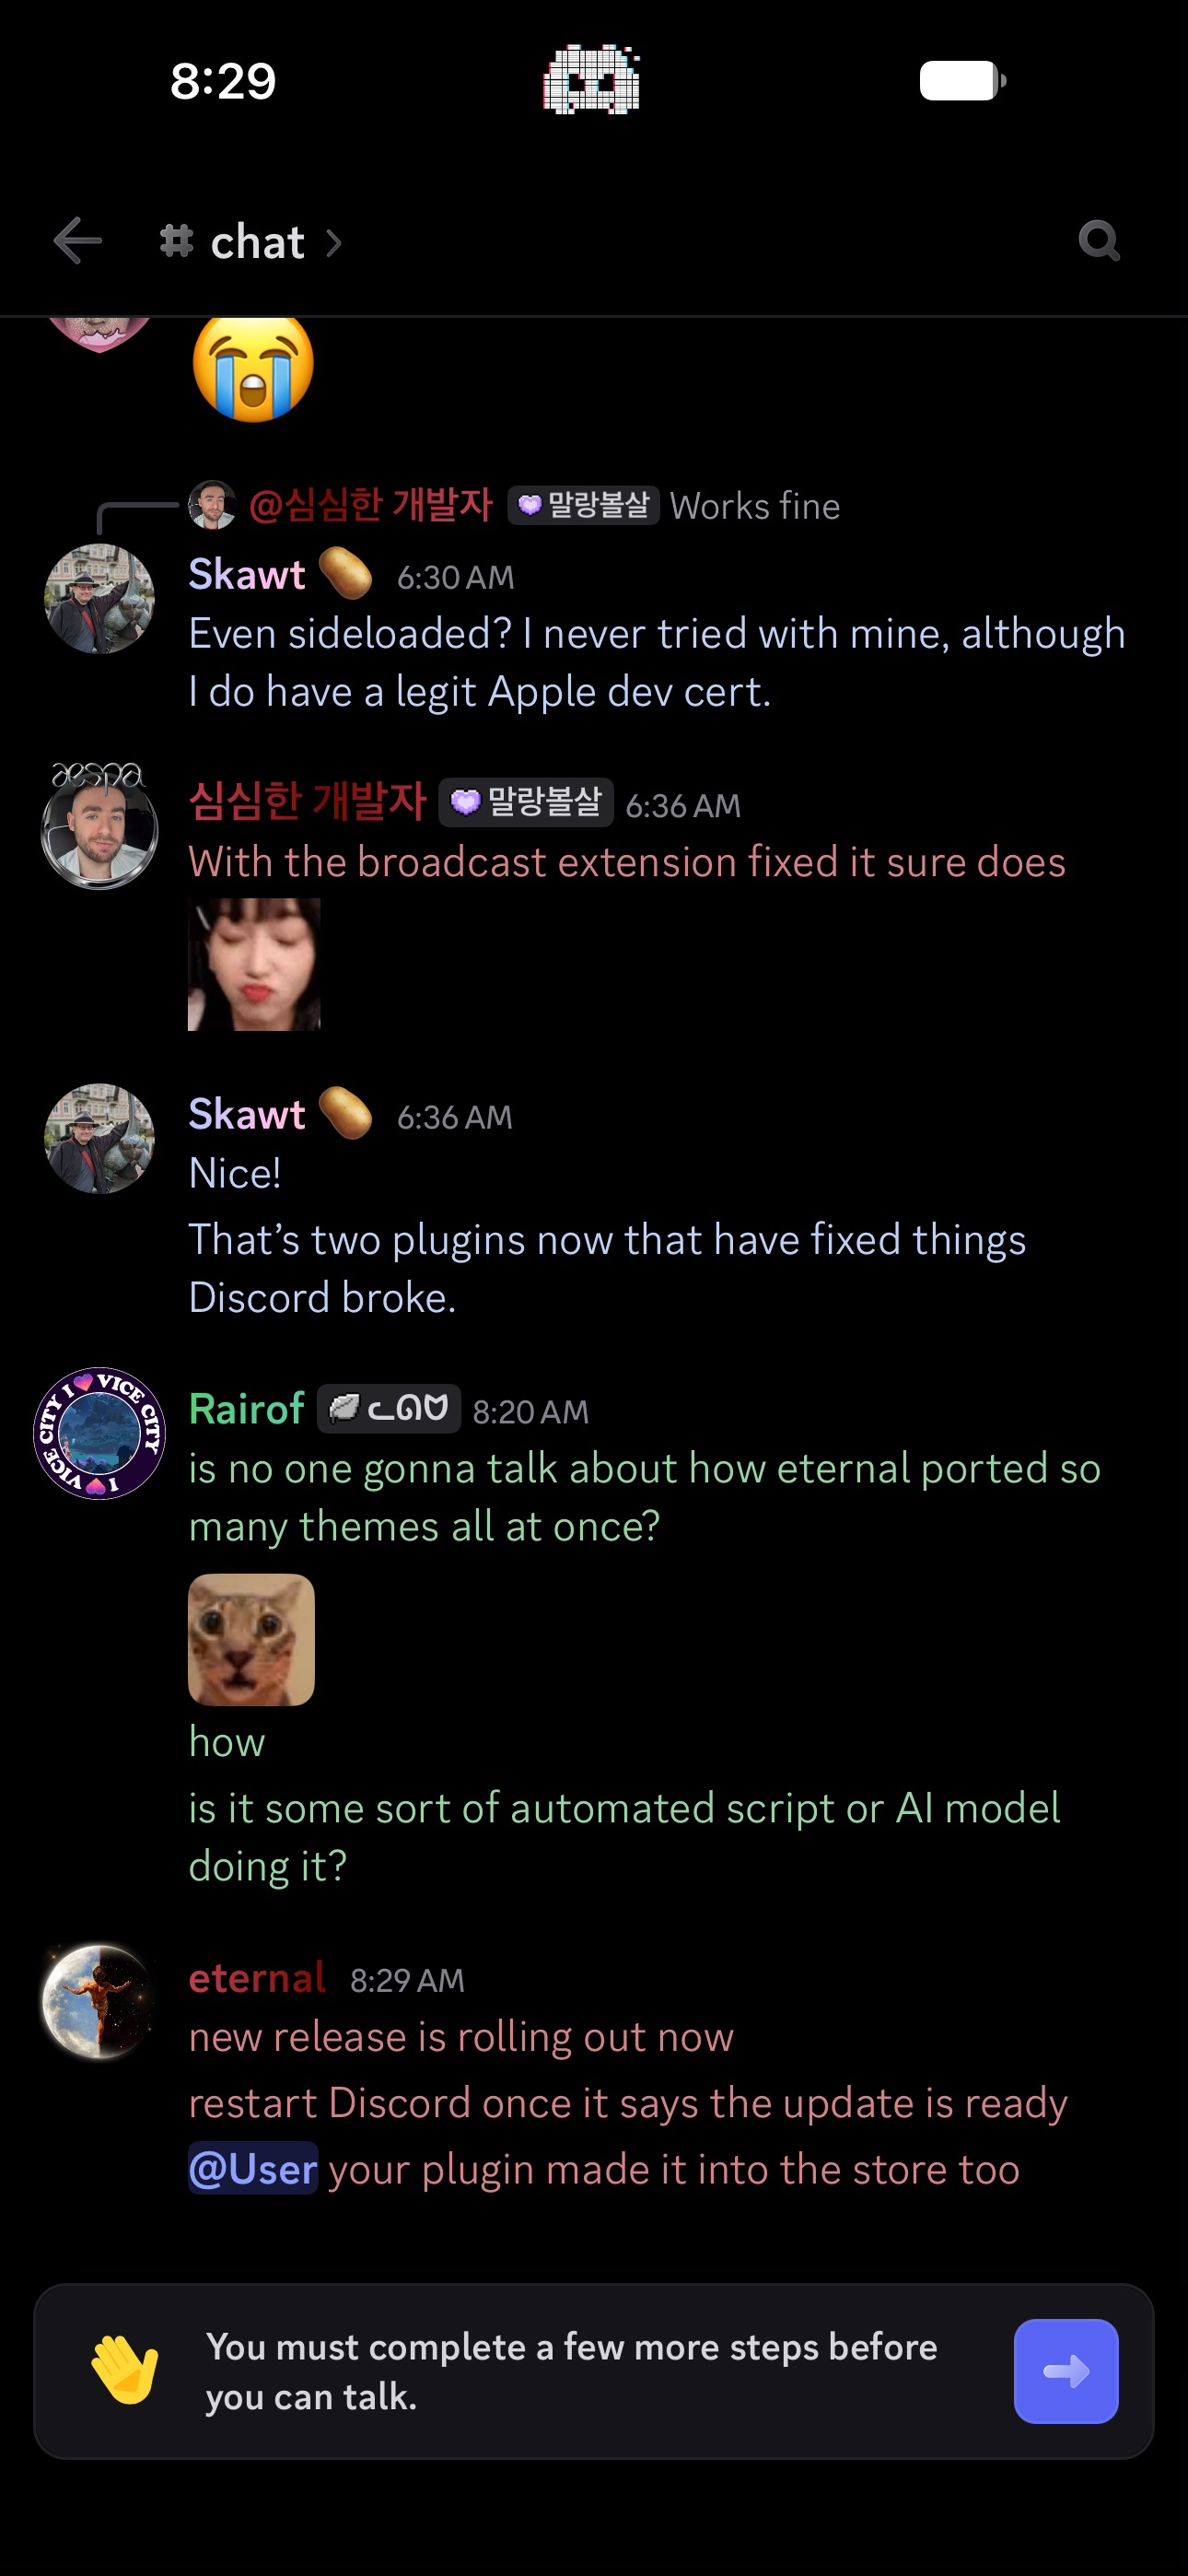 8:29
chat
@심심한 개발자 말랑볼살 Works fine
Skawt 6:30 AM
Even sideloaded? I never tried with mine, although
I do have a legit Apple dev cert.
aespa
심심한 개발자 말랑볼살 6:36 AM
With the broadcast extension fixed it sure does
Skawt 6:36 AM
Nice!
That’s two plugins now that have fixed things
Discord broke.
I VICE CITY I VICE CITY
Rairof 8:20 AM
is no one gonna talk about how eternal ported so
many themes all at once?
how
is it some sort of automated script or AI model
doing it?
eternal 8:29 AM
new release is rolling out now
restart Discord once it says the update is ready
@User your plugin made it into the store too
You must complete a few more steps before
you can talk.